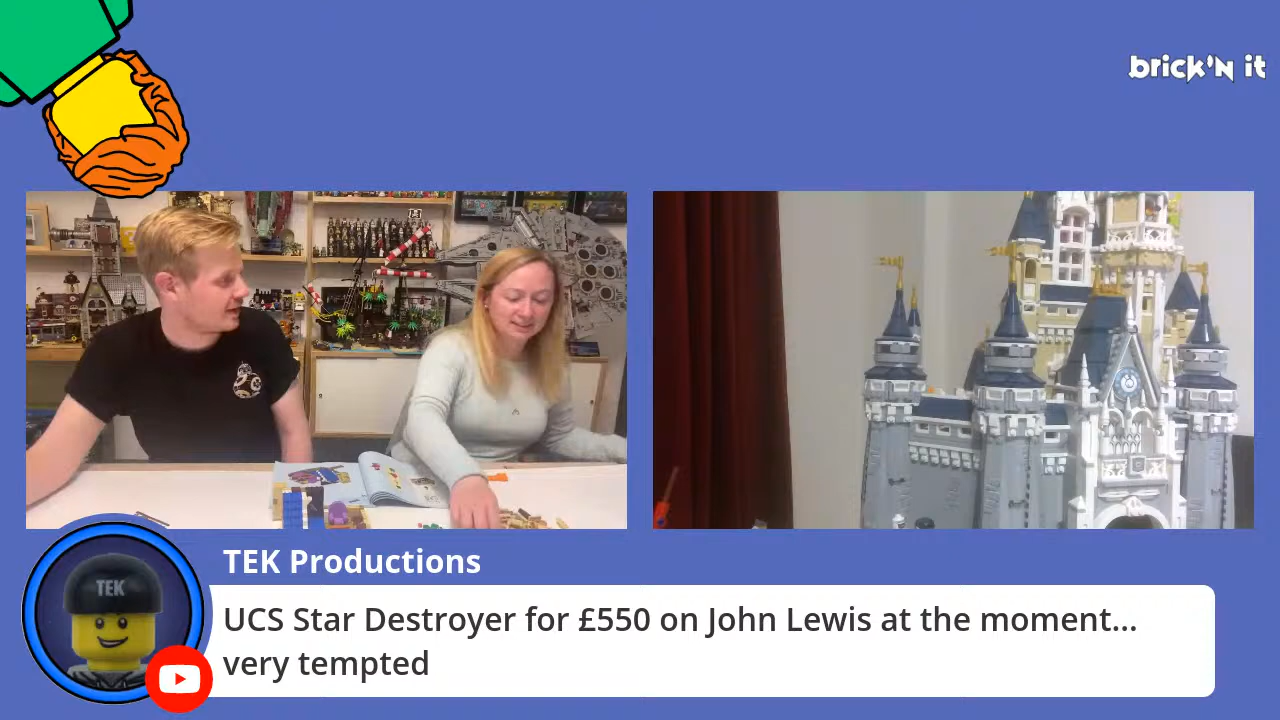 brick'N it
TEK Productions
TEK
UCS Star Destroyer for £550 on John Lewis at the moment...
very tempted